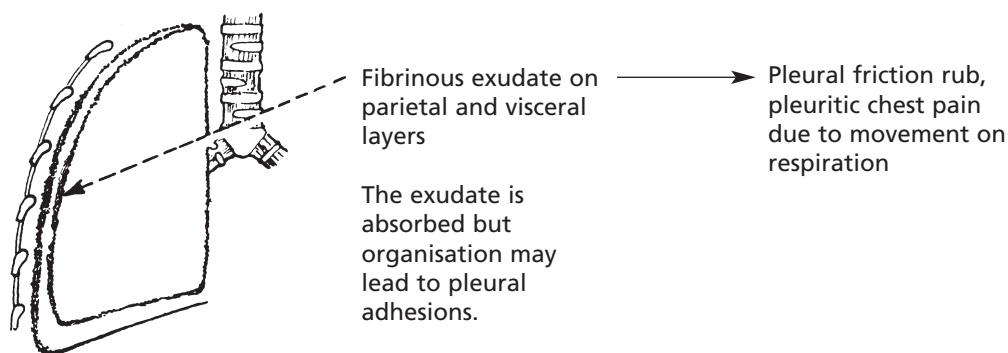 Fibrinous exudate on
parietal and visceral
layers
The exudate is
absorbed but
organisation may
lead to pleural
adhesions.
Pleural friction rub,
pleuritic chest pain
due to movement on
respiration